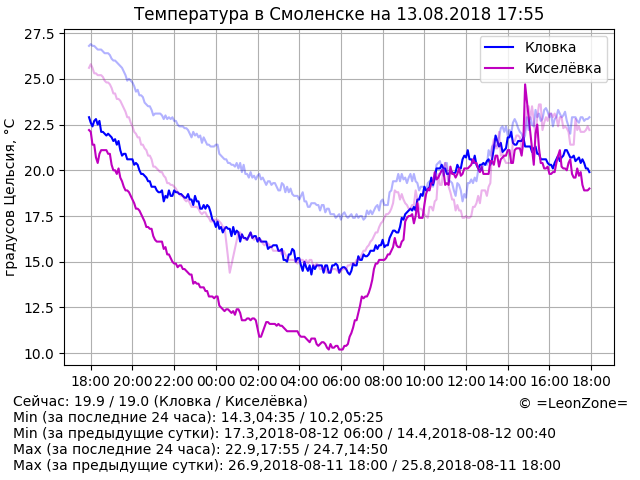 Температура в Смоленске на 13.08.2018 17:55
Кловка
Киселёвка
градусов Цельсия, °C
27.5
25.0
22.5
20.0
17.5
15.0
12.5
10.0
18:00 20:00 22:00 00:00 02:00 04:00 06:00 08:00 10:00 12:00 14:00 16:00 18:00
Сейчас: 19.9 / 19.0 (Кловка / Киселёвка)
© =LeonZone=
Min (за последние 24 часа): 14.3,04:35 / 10.2,05:25
Min (за предыдущие сутки): 17.3,2018-08-12 06:00 / 14.4,2018-08-12 00:40
Max (за последние 24 часа): 22.9,17:55 / 24.7,14:50
Max (за предыдущие сутки): 26.9,2018-08-11 18:00 / 25.8,2018-08-11 18:00